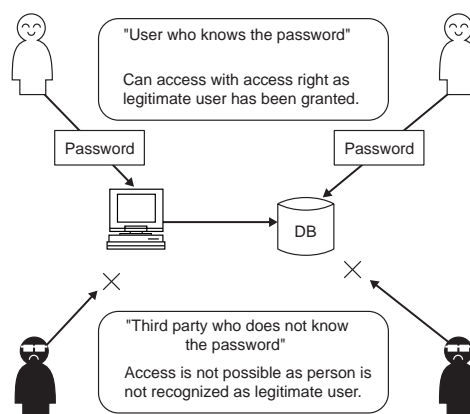 "User who knows the password"
Can access with access right as
legitimate user has been granted.
Password
Password
DB
"Third party who does not know
the password"
Access is not possible as person is
not recognized as legitimate user.